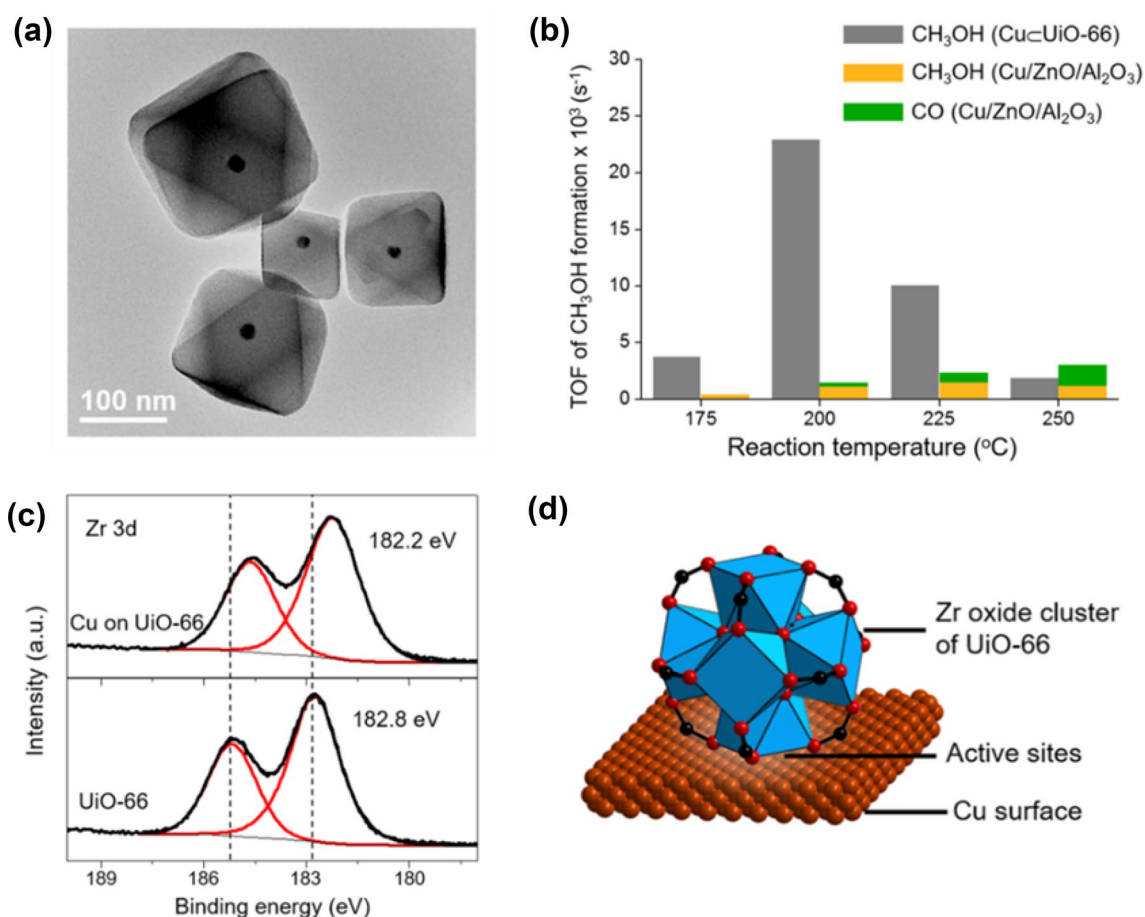 (a)
100 nm
(b)
CH₃OH (Cu⊂UiO-66)
CH₃OH (Cu/ZnO/Al₂O₃)
CO (Cu/ZnO/Al₂O₃)
TOF of CH₃OH formation x 10³ (s⁻¹)
30
25
20
15
10
5
0
175
200
225
250
Reaction temperature (°C)
(c)
Zr 3d
182.2 eV
Cu on UiO-66
182.8 eV
UiO-66
Intensity (a.u.)
189
186
183
180
Binding energy (eV)
(d)
Zr oxide cluster
of UiO-66
Active sites
Cu surface